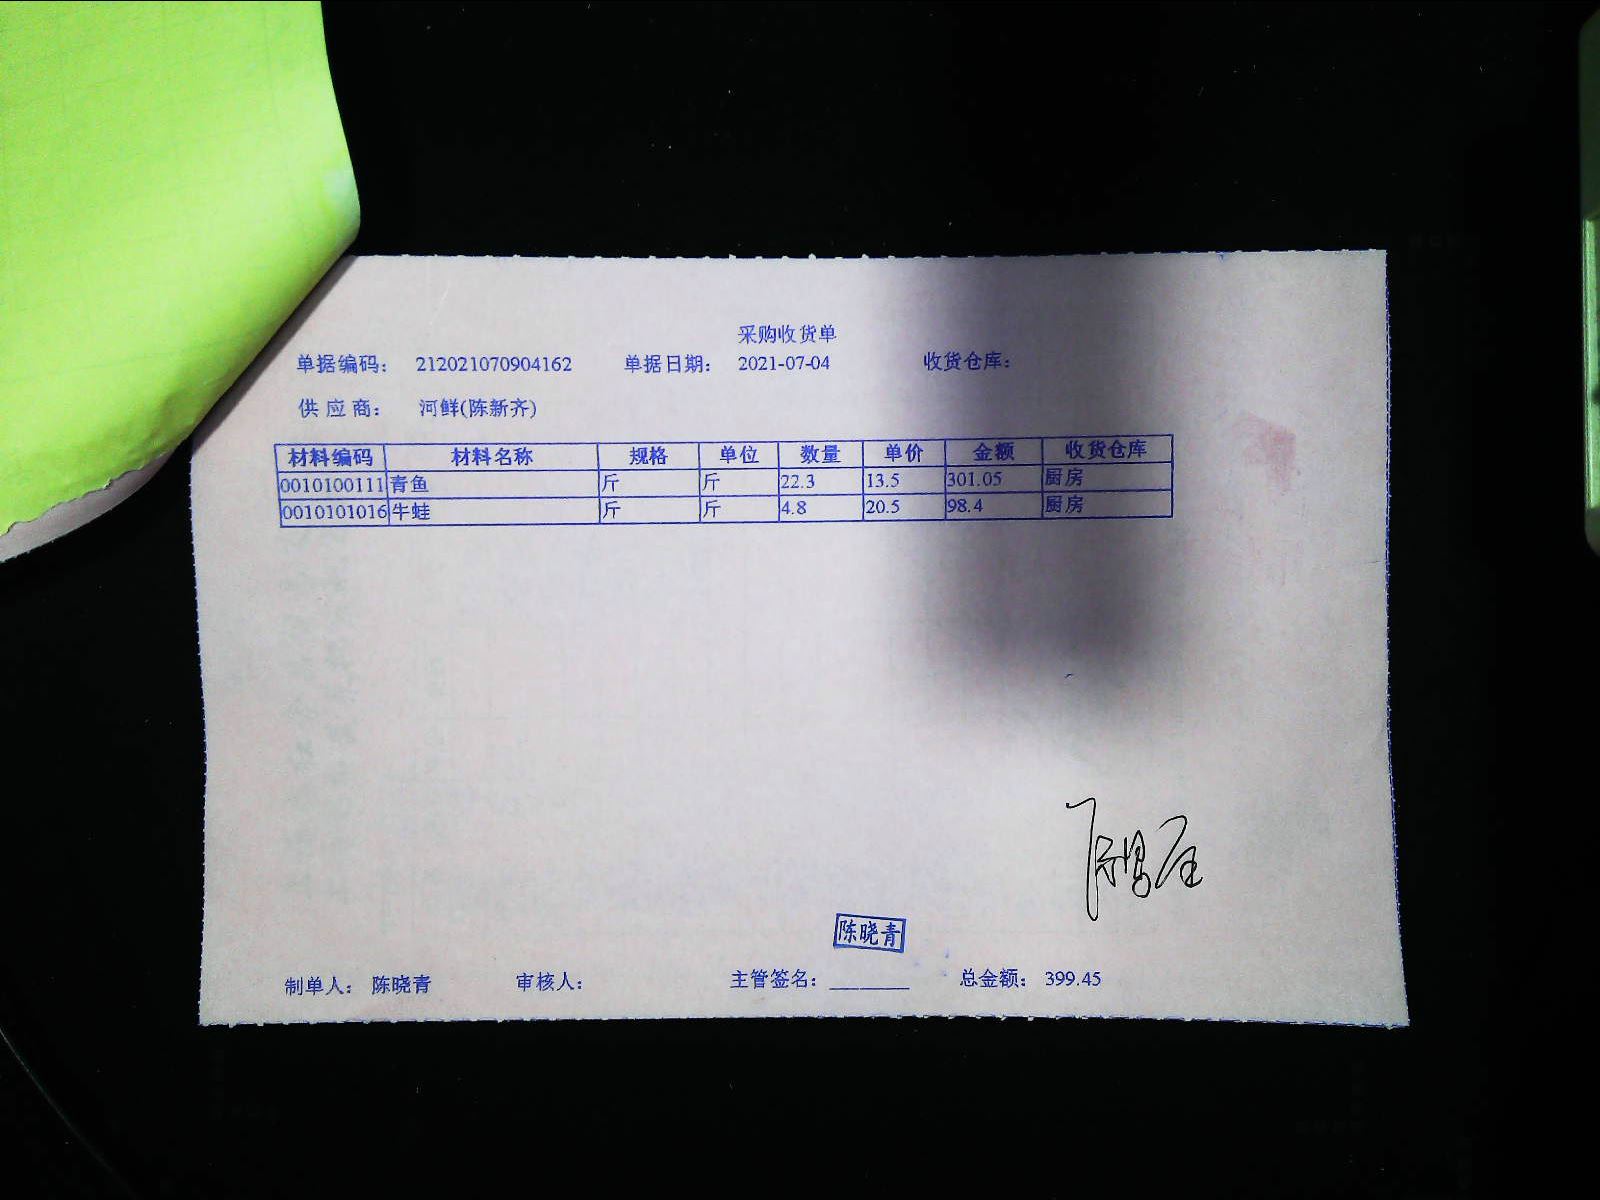 采购收货单
单据编码： 212021070904162 单据日期： 2021-07-04 收货仓库：
供 应 商： 河鲜(陈新齐)
材料编码 材料名称 规格 单位 数量 单价 金额 收货仓库
0010100111 青鱼 斤 斤 22.3 13.5 301.05 厨房
0010101016 牛蛙 斤 斤 4.8 20.5 98.4 厨房
陈晓青
制单人： 陈晓青 审核人： 主管签名：________ 总金额： 399.45